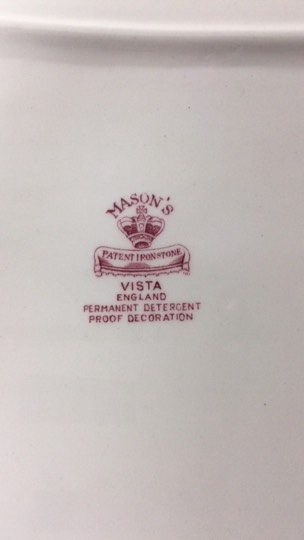 MASON'S
PATENT IRONSTONE
VISTA
ENGLAND
PERMANENT DETERGENT
PROOF DECORATION